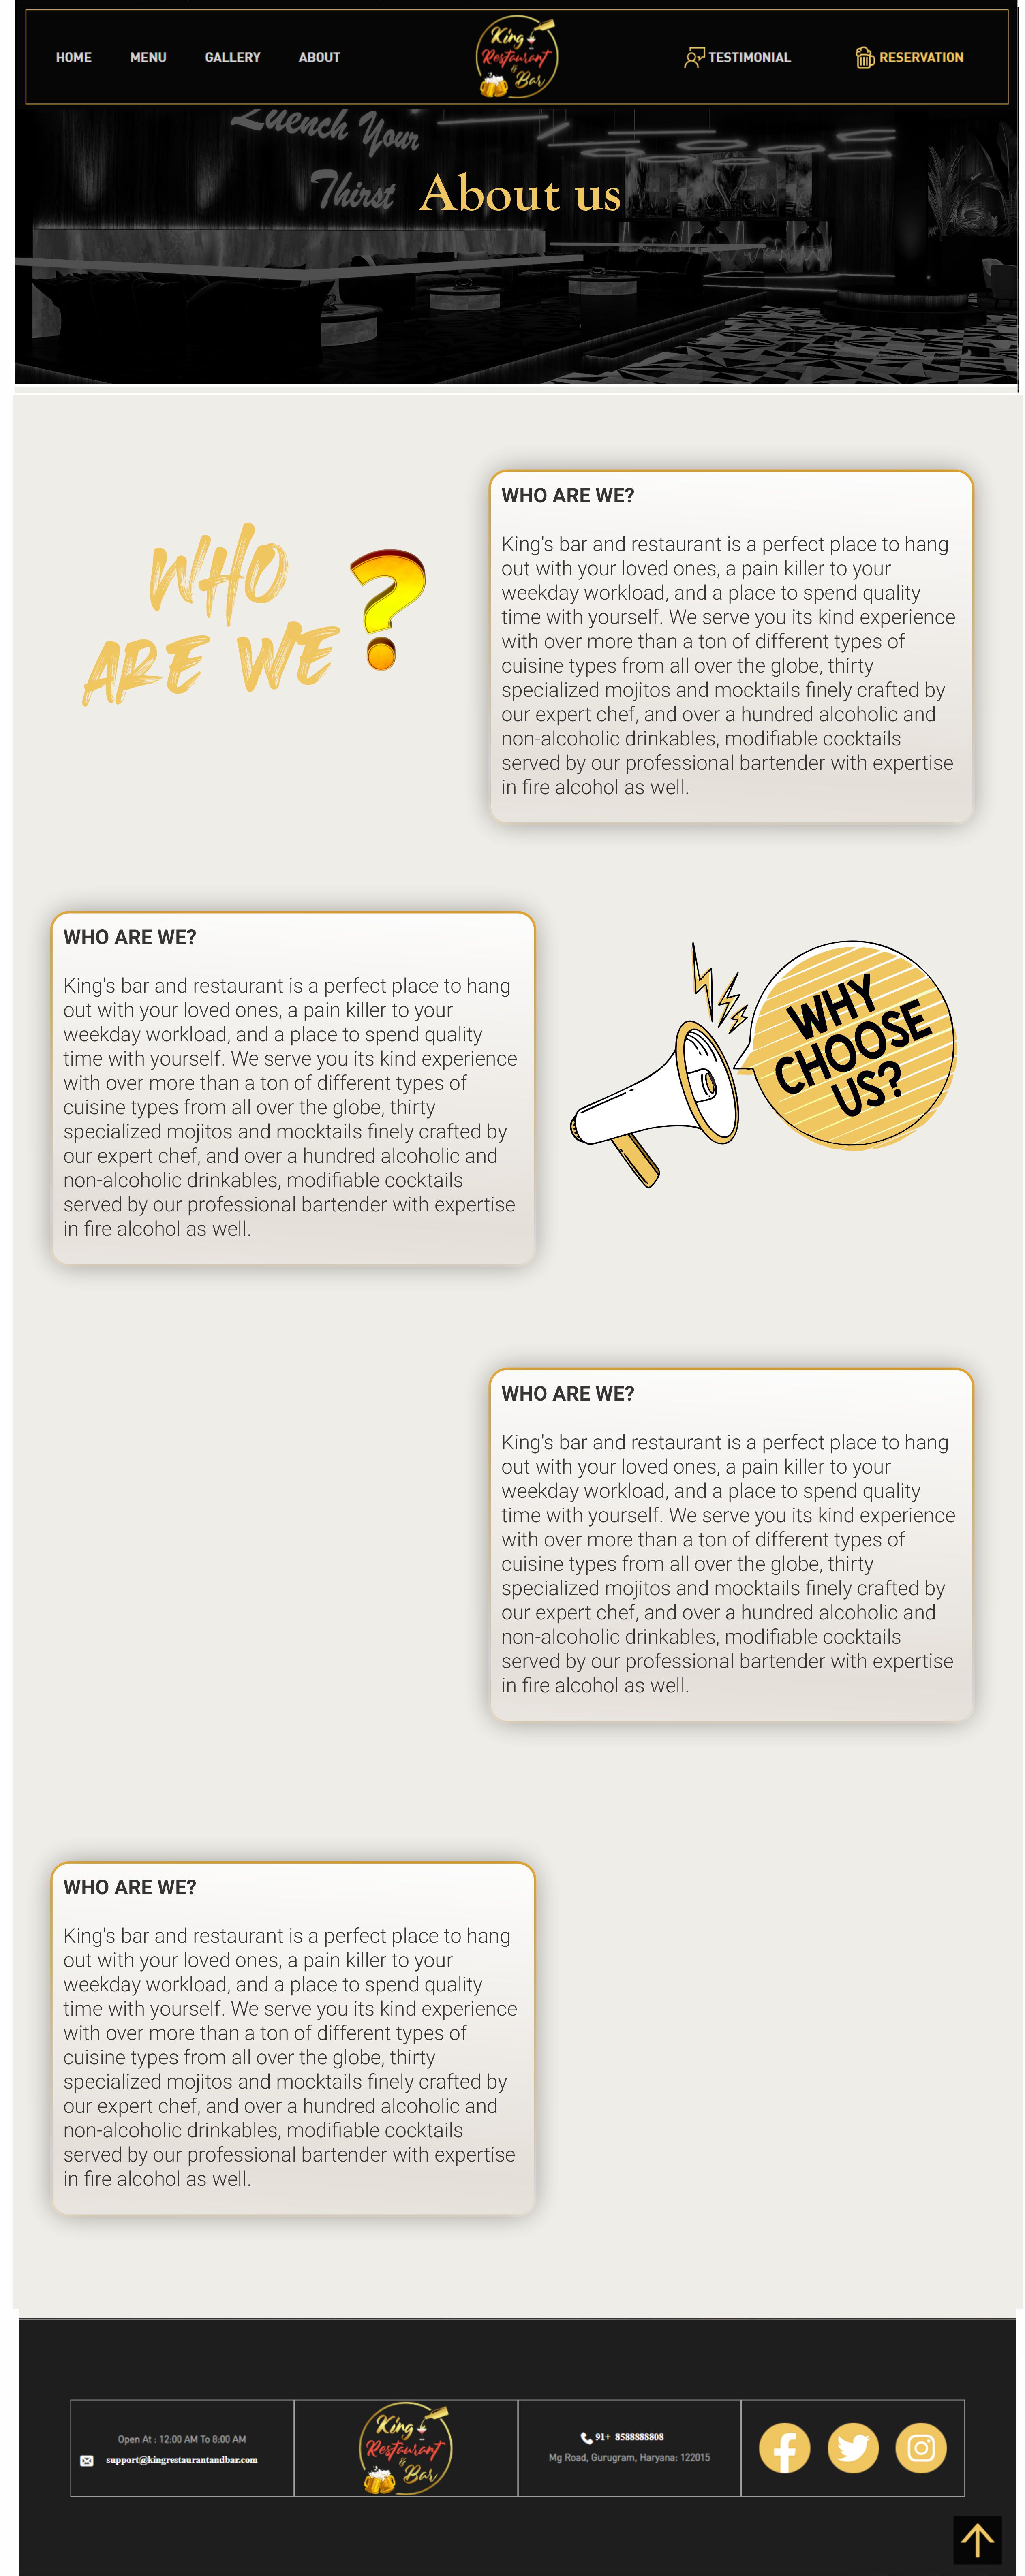 HOME MENU GALLERY ABOUT
King
Restaurant
&
Bar
TESTIMONIAL RESERVATION
Quench Your
Thirst
About us
WHO
ARE WE?
WHO ARE WE?
King's bar and restaurant is a perfect place to hang
out with your loved ones, a pain killer to your
weekday workload, and a place to spend quality
time with yourself. We serve you its kind experience
with over more than a ton of different types of
cuisine types from all over the globe, thirty
specialized mojitos and mocktails finely crafted by
our expert chef, and over a hundred alcoholic and
non-alcoholic drinkables, modifiable cocktails
served by our professional bartender with expertise
in fire alcohol as well.
WHO ARE WE?
King's bar and restaurant is a perfect place to hang
out with your loved ones, a pain killer to your
weekday workload, and a place to spend quality
time with yourself. We serve you its kind experience
with over more than a ton of different types of
cuisine types from all over the globe, thirty
specialized mojitos and mocktails finely crafted by
our expert chef, and over a hundred alcoholic and
non-alcoholic drinkables, modifiable cocktails
served by our professional bartender with expertise
in fire alcohol as well.
WHY
CHOOSE
US?
WHO ARE WE?
King's bar and restaurant is a perfect place to hang
out with your loved ones, a pain killer to your
weekday workload, and a place to spend quality
time with yourself. We serve you its kind experience
with over more than a ton of different types of
cuisine types from all over the globe, thirty
specialized mojitos and mocktails finely crafted by
our expert chef, and over a hundred alcoholic and
non-alcoholic drinkables, modifiable cocktails
served by our professional bartender with expertise
in fire alcohol as well.
WHO ARE WE?
King's bar and restaurant is a perfect place to hang
out with your loved ones, a pain killer to your
weekday workload, and a place to spend quality
time with yourself. We serve you its kind experience
with over more than a ton of different types of
cuisine types from all over the globe, thirty
specialized mojitos and mocktails finely crafted by
our expert chef, and over a hundred alcoholic and
non-alcoholic drinkables, modifiable cocktails
served by our professional bartender with expertise
in fire alcohol as well.
Open At : 12:00 AM To 8:00 AM
support@kingrestaurantandbar.com
King
Restaurant
&
Bar
91+ 8588888808
Mg Road, Gurugram, Haryana: 122015